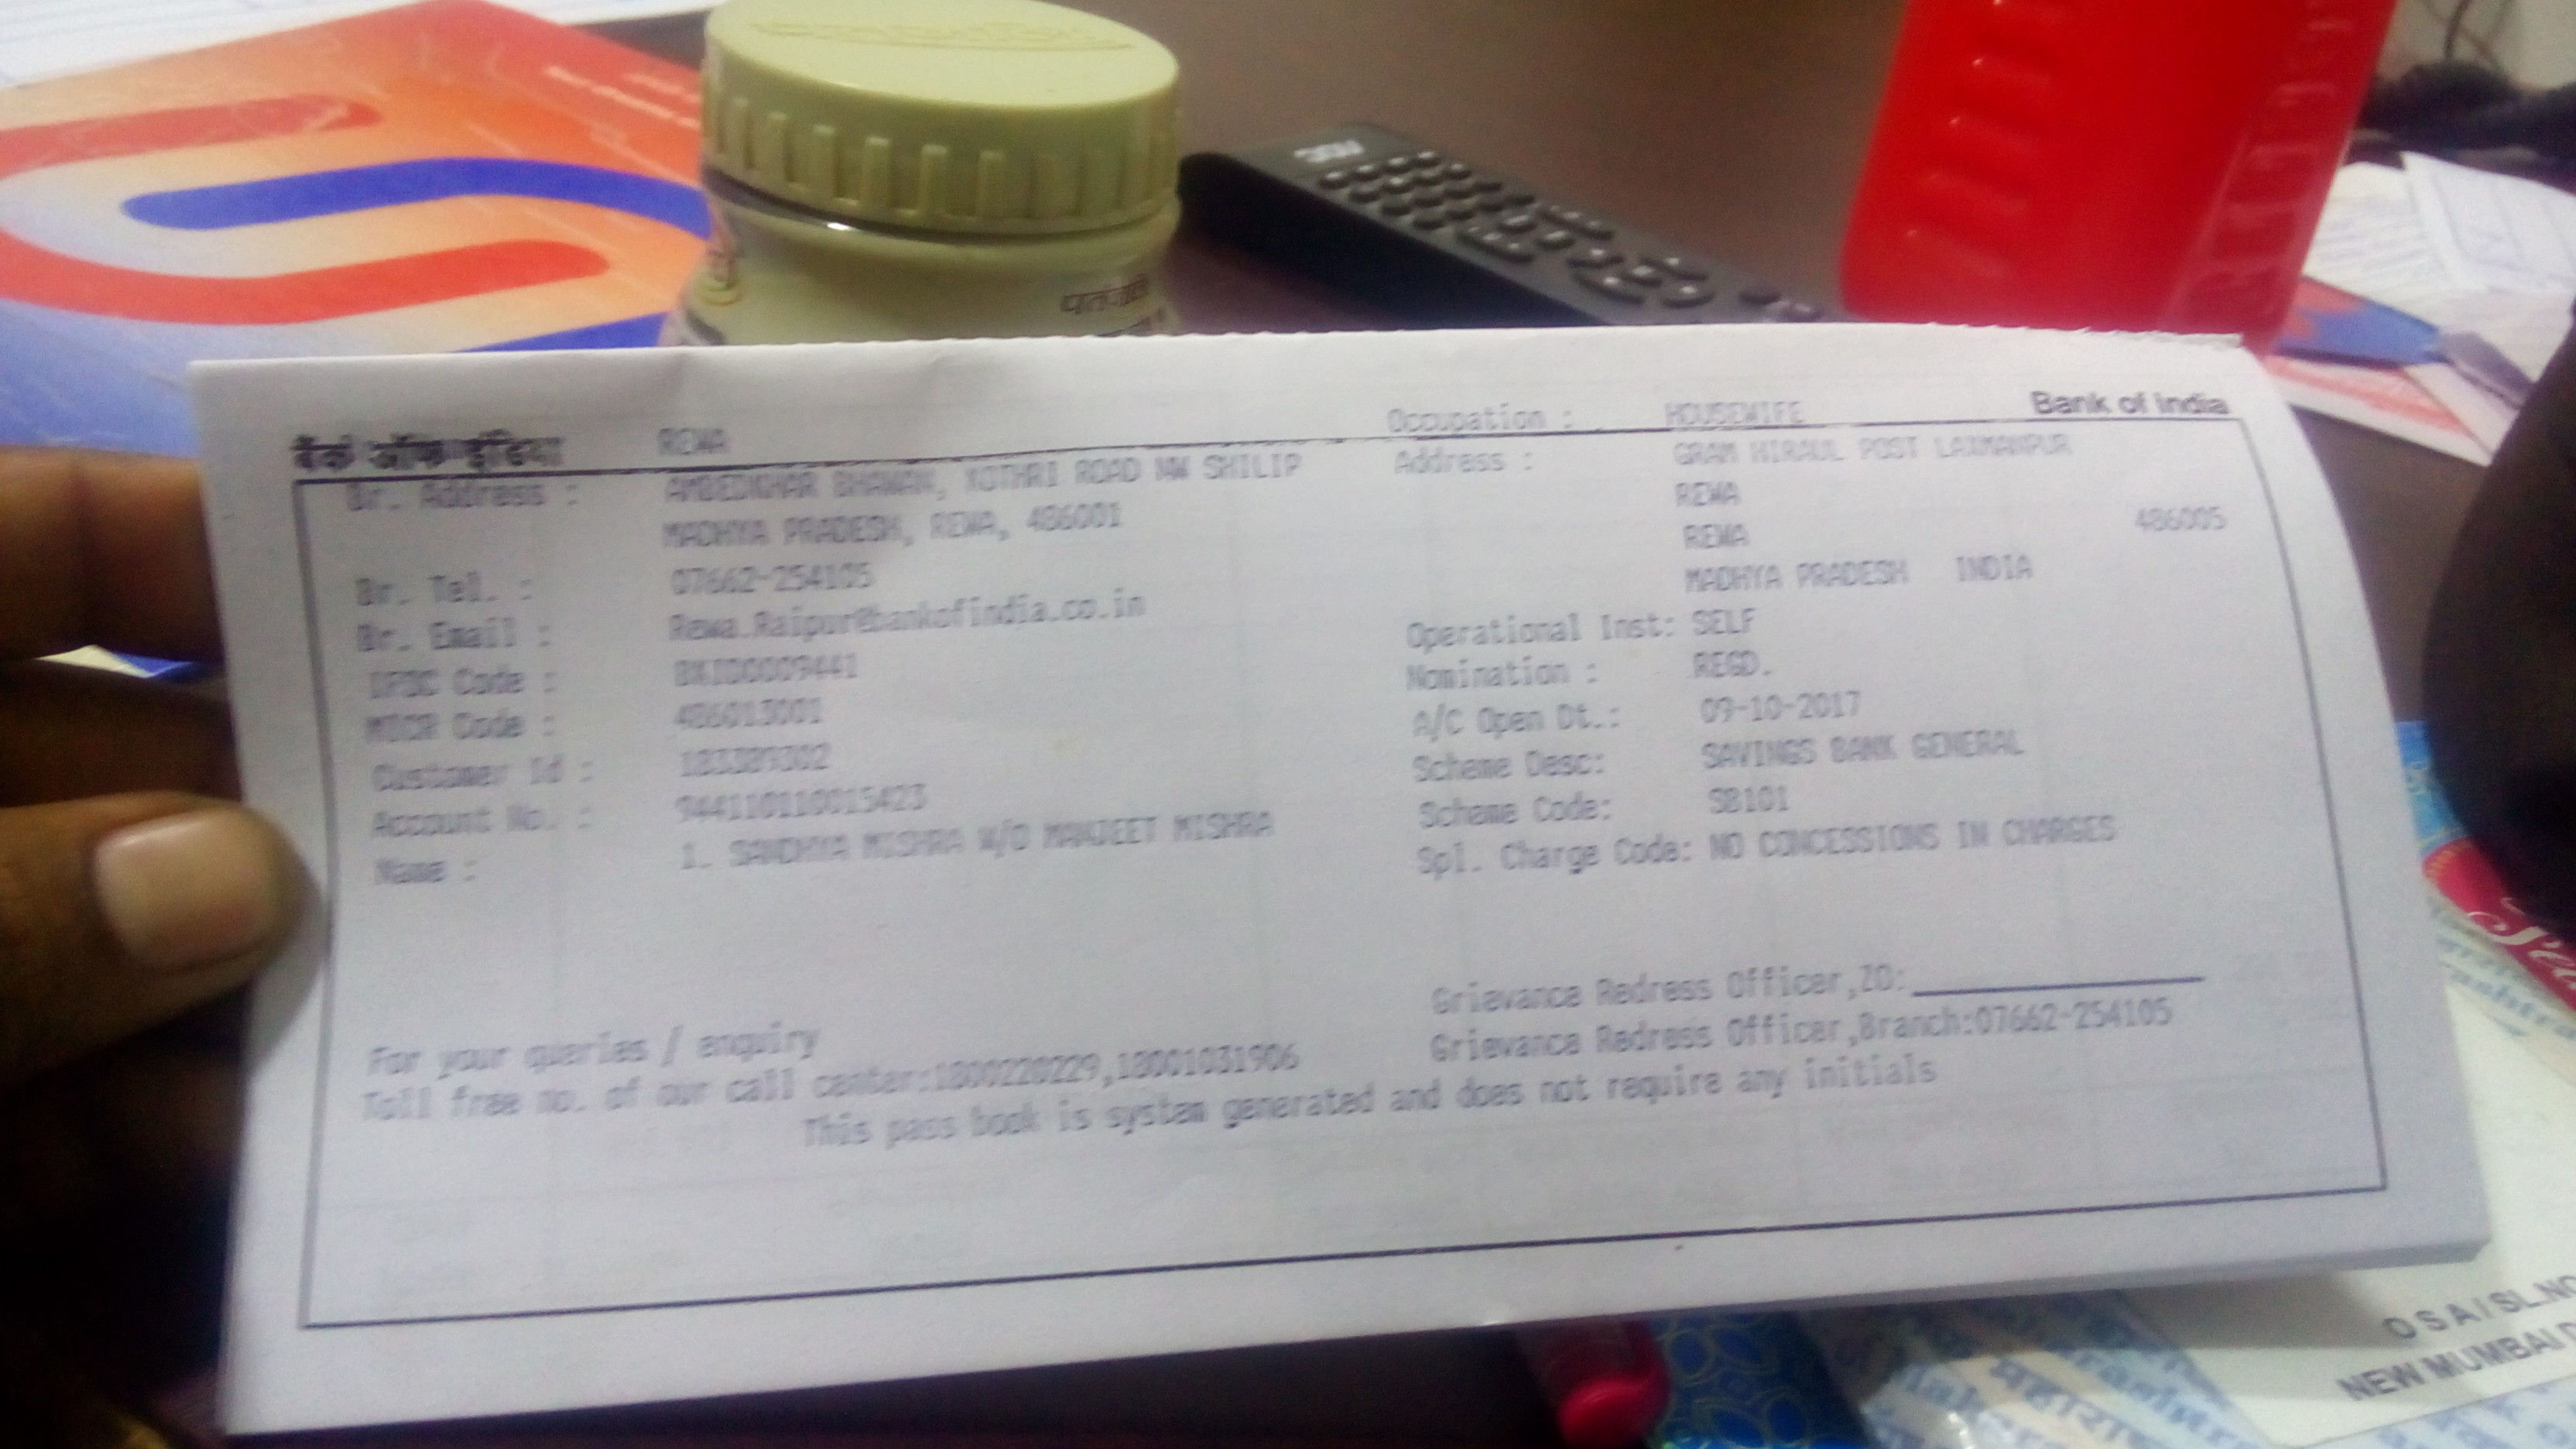 बैंक ऑफ इंडिया
REWA
Bank of India
Br. Address : AMBEDKHAR BHAWAN, KOTHRI ROAD NW SHILIP
MADHYA PRADESH, REWA, 486001
Br. Tel. : 07662-254105
Br. Email : Rewa.Raipur@bankofindia.co.in
IFSC Code : BKID0009441
MICR Code : 486013001
Customer Id : 183389302
Account No. : 944110110015423
Name : 1. SANDHYA MISHRA W/O MANJEET MISHRA
Occupation : HOUSEWIFE
Address : GRAM HIRAUL POST LAXMANPUR
REWA
REWA 486005
MADHYA PRADESH INDIA
Operational Inst: SELF
Nomination : REGD.
A/C Open Dt.: 09-10-2017
Scheme Desc: SAVINGS BANK GENERAL
Scheme Code: SB101
Spl. Charge Code: NO CONCESSIONS IN CHARGES
Grievance Redress Officer,ZO:
Grievance Redress Officer,Branch:07662-254105
For your queries / enquiry
Toll free no. of our call center:1800220229,18001031906
This pass book is system generated and does not require any initials
AOC
O S A / SL.NO
NEW MUMBAI